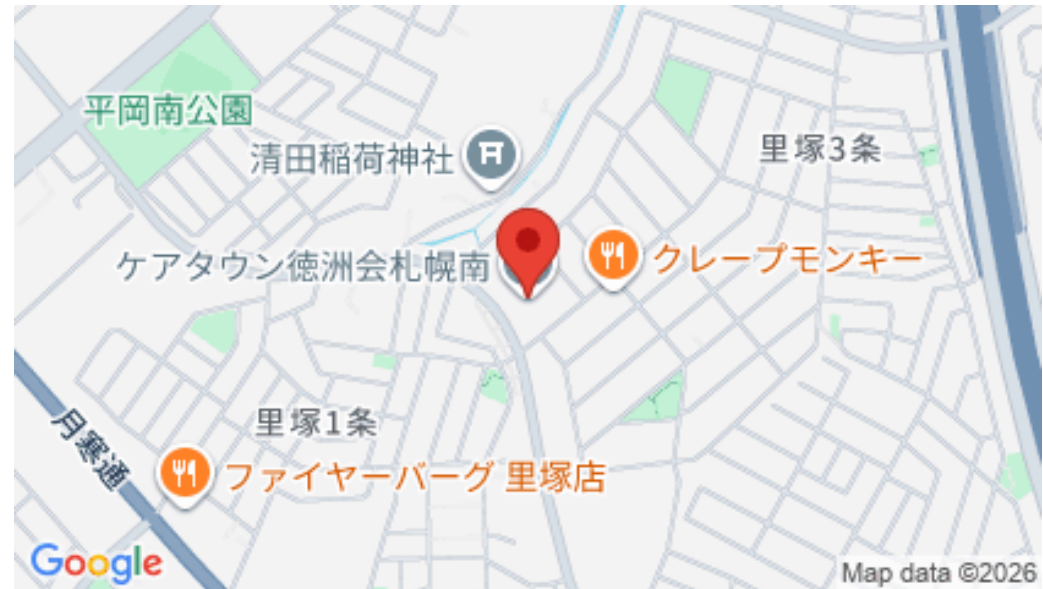 平岡南公園
清田稲荷神社
里塚3条
ケアタウン徳洲会札幌南
クレープモンキー
里塚1条
月寒通
ファイヤーバーグ 里塚店
Google
Map data ©2026